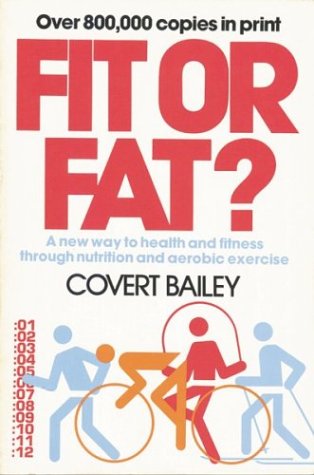 Over 800,000 copies in print
FIT OR
FAT?
A new way to health and fitness
through nutrition and aerobic exercise
COVERT BAILEY
:01
:02
:03
:04
:05
:06
:07
:08
:09
:10
:11
:12